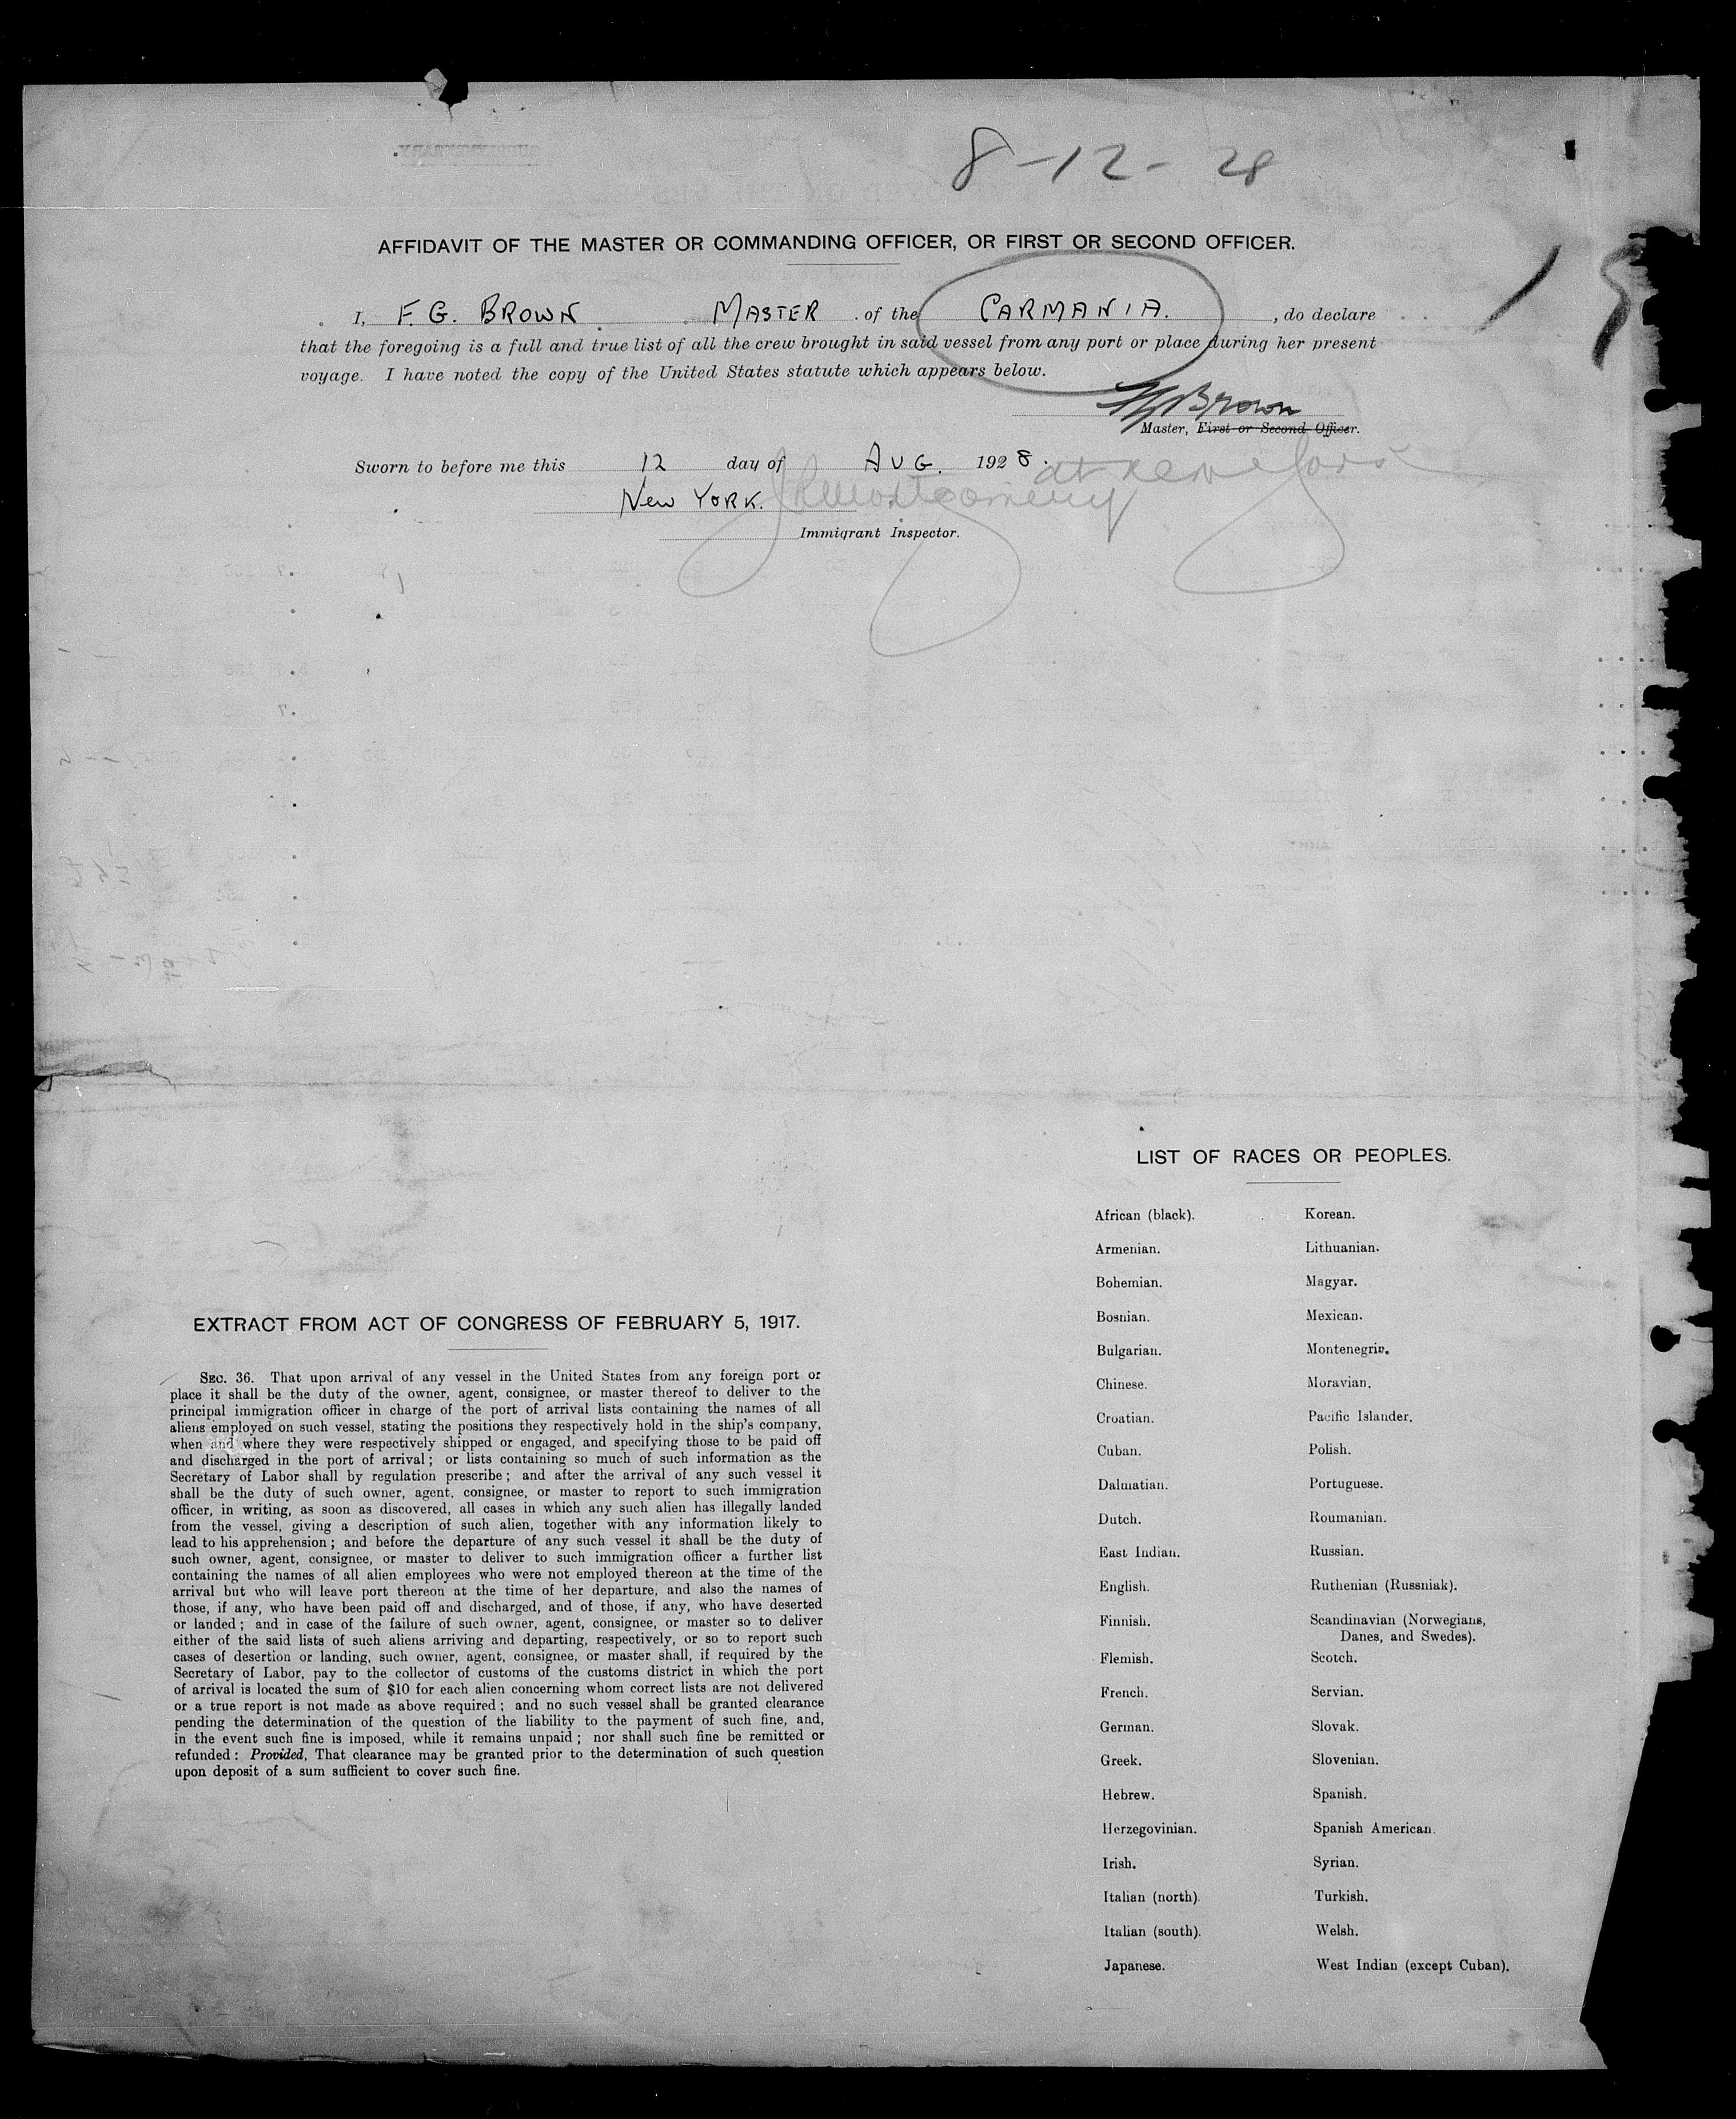 8-12-28
AFFIDAVIT OF THE MASTER OR COMMANDING OFFICER, OR FIRST OR SECOND OFFICER.
I, F. G. BROWN MASTER of the CARMANIA. , do declare
that the foregoing is a full and true list of all the crew brought in said vessel from any port or place during her present
voyage. I have noted the copy of the United States statute which appears below.
Brown
Master, First or Second Officer.
Sworn to before me this 12 day of AUG. 1928. at New York
New YORK. Montgomery
Immigrant Inspector.
EXTRACT FROM ACT OF CONGRESS OF FEBRUARY 5, 1917.
SEC. 36. That upon arrival of any vessel in the United States from any foreign port or
place it shall be the duty of the owner, agent, consignee, or master thereof to deliver to the
principal immigration officer in charge of the port of arrival lists containing the names of all
aliens employed on such vessel, stating the positions they respectively hold in the ship's company,
when and where they were respectively shipped or engaged, and specifying those to be paid off
and discharged in the port of arrival; or lists containing so much of such information as the
Secretary of Labor shall by regulation prescribe; and after the arrival of any such vessel it
shall be the duty of such owner, agent, consignee, or master to report to such immigration
officer, in writing, as soon as discovered, all cases in which any such alien has illegally landed
from the vessel, giving a description of such alien, together with any information likely to
lead to his apprehension; and before the departure of any such vessel it shall be the duty of
such owner, agent, consignee, or master to deliver to such immigration officer a further list
containing the names of all alien employees who were not employed thereon at the time of the
arrival but who will leave port thereon at the time of her departure, and also the names of
those, if any, who have been paid off and discharged, and of those, if any, who have deserted
or landed; and in case of the failure of such owner, agent, consignee, or master so to deliver
either of the said lists of such aliens arriving and departing, respectively, or so to report such
cases of desertion or landing, such owner, agent, consignee, or master shall, if required by the
Secretary of Labor, pay to the collector of customs of the customs district in which the port
of arrival is located the sum of $10 for each alien concerning whom correct lists are not delivered
or a true report is not made as above required; and no such vessel shall be granted clearance
pending the determination of the question of the liability to the payment of such fine, and,
in the event such fine is imposed, while it remains unpaid; nor shall such fine be remitted or
refunded: Provided, That clearance may be granted prior to the determination of such question
upon deposit of a sum sufficient to cover such fine.
LIST OF RACES OR PEOPLES.
African (black).
Armenian.
Bohemian.
Bosnian.
Bulgarian.
Chinese.
Croatian.
Cuban.
Dalmatian.
Dutch.
East Indian.
English.
Finnish.
Flemish.
French.
German.
Greek.
Hebrew.
Herzegovinian.
Irish.
Italian (north).
Italian (south).
Japanese.
Korean.
Lithuanian.
Magyar.
Mexican.
Montenegrin.
Moravian.
Pacific Islander.
Polish.
Portuguese.
Roumanian.
Russian.
Ruthenian (Russniak).
Scandinavian (Norwegians,
Danes, and Swedes).
Scotch.
Servian.
Slovak.
Slovenian.
Spanish.
Spanish American.
Syrian.
Turkish.
Welsh.
West Indian (except Cuban).